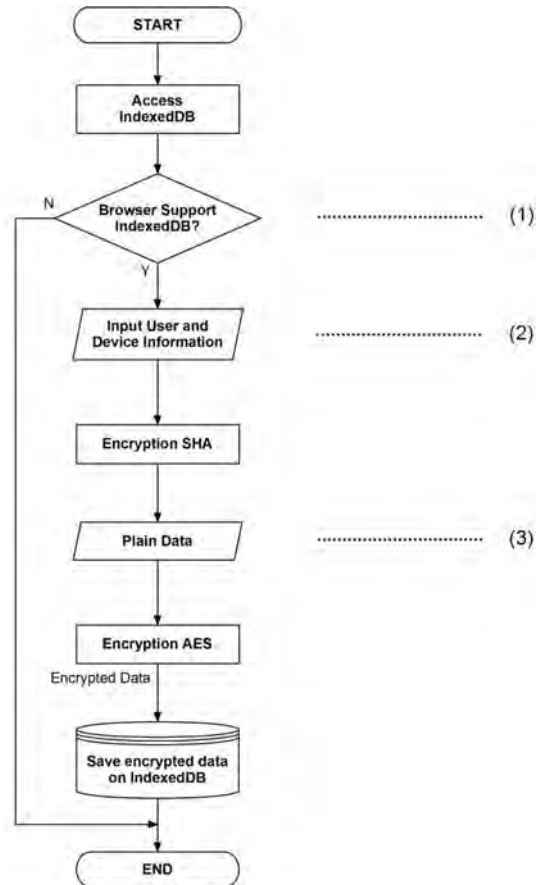 START
Access
IndexedDB
N
Browser Support
IndexedDB?
(1)
Y
Input User and
Device Information
(2)
Encryption SHA
Plain Data
(3)
Encryption AES
Encrypted Data
Save encrypted data
on IndexedDB
END